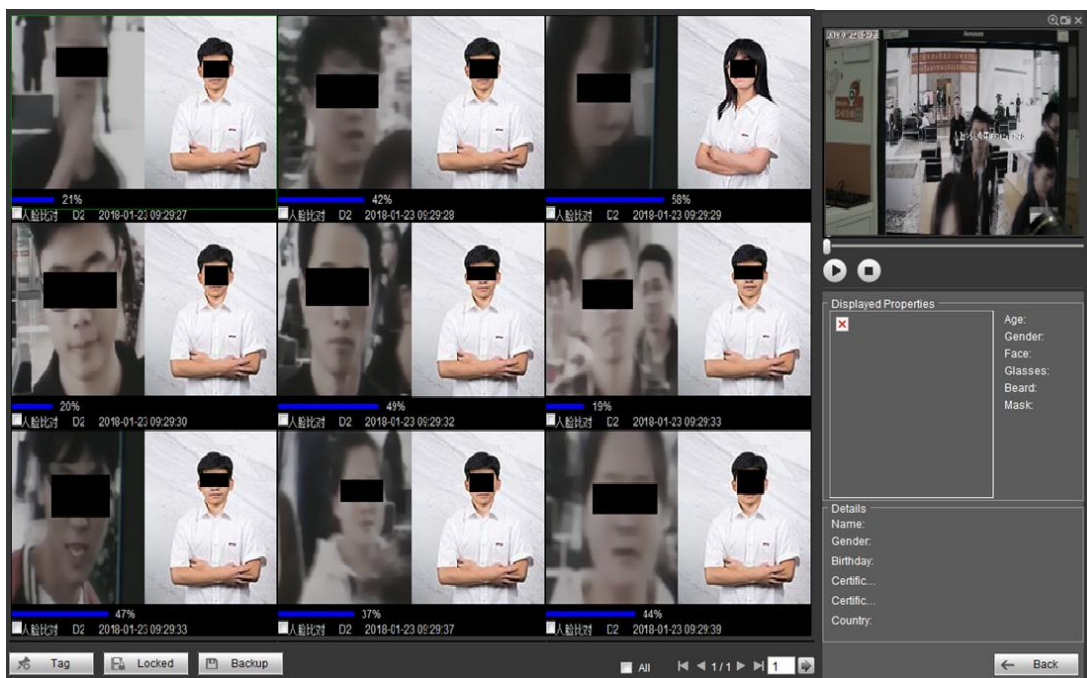 21%
人脸比对 D2 2018-01-23 09:29:27
42%
人脸比对 D2 2018-01-23 09:29:28
58%
人脸比对 D2 2018-01-23 09:29:29
20%
人脸比对 D2 2018-01-23 09:29:30
49%
人脸比对 D2 2018-01-23 09:29:32
19%
人脸比对 D2 2018-01-23 09:29:33
47%
人脸比对 D2 2018-01-23 09:29:33
37%
人脸比对 D2 2018-01-23 09:29:37
44%
人脸比对 D2 2018-01-23 09:29:39
Tag
Locked
Backup
All
1 / 1
1
lenovo
Displayed Properties
Age:
Gender:
Face:
Glasses:
Beard:
Mask:
Details
Name:
Gender:
Birthday:
Certific...
Certific...
Country:
Back